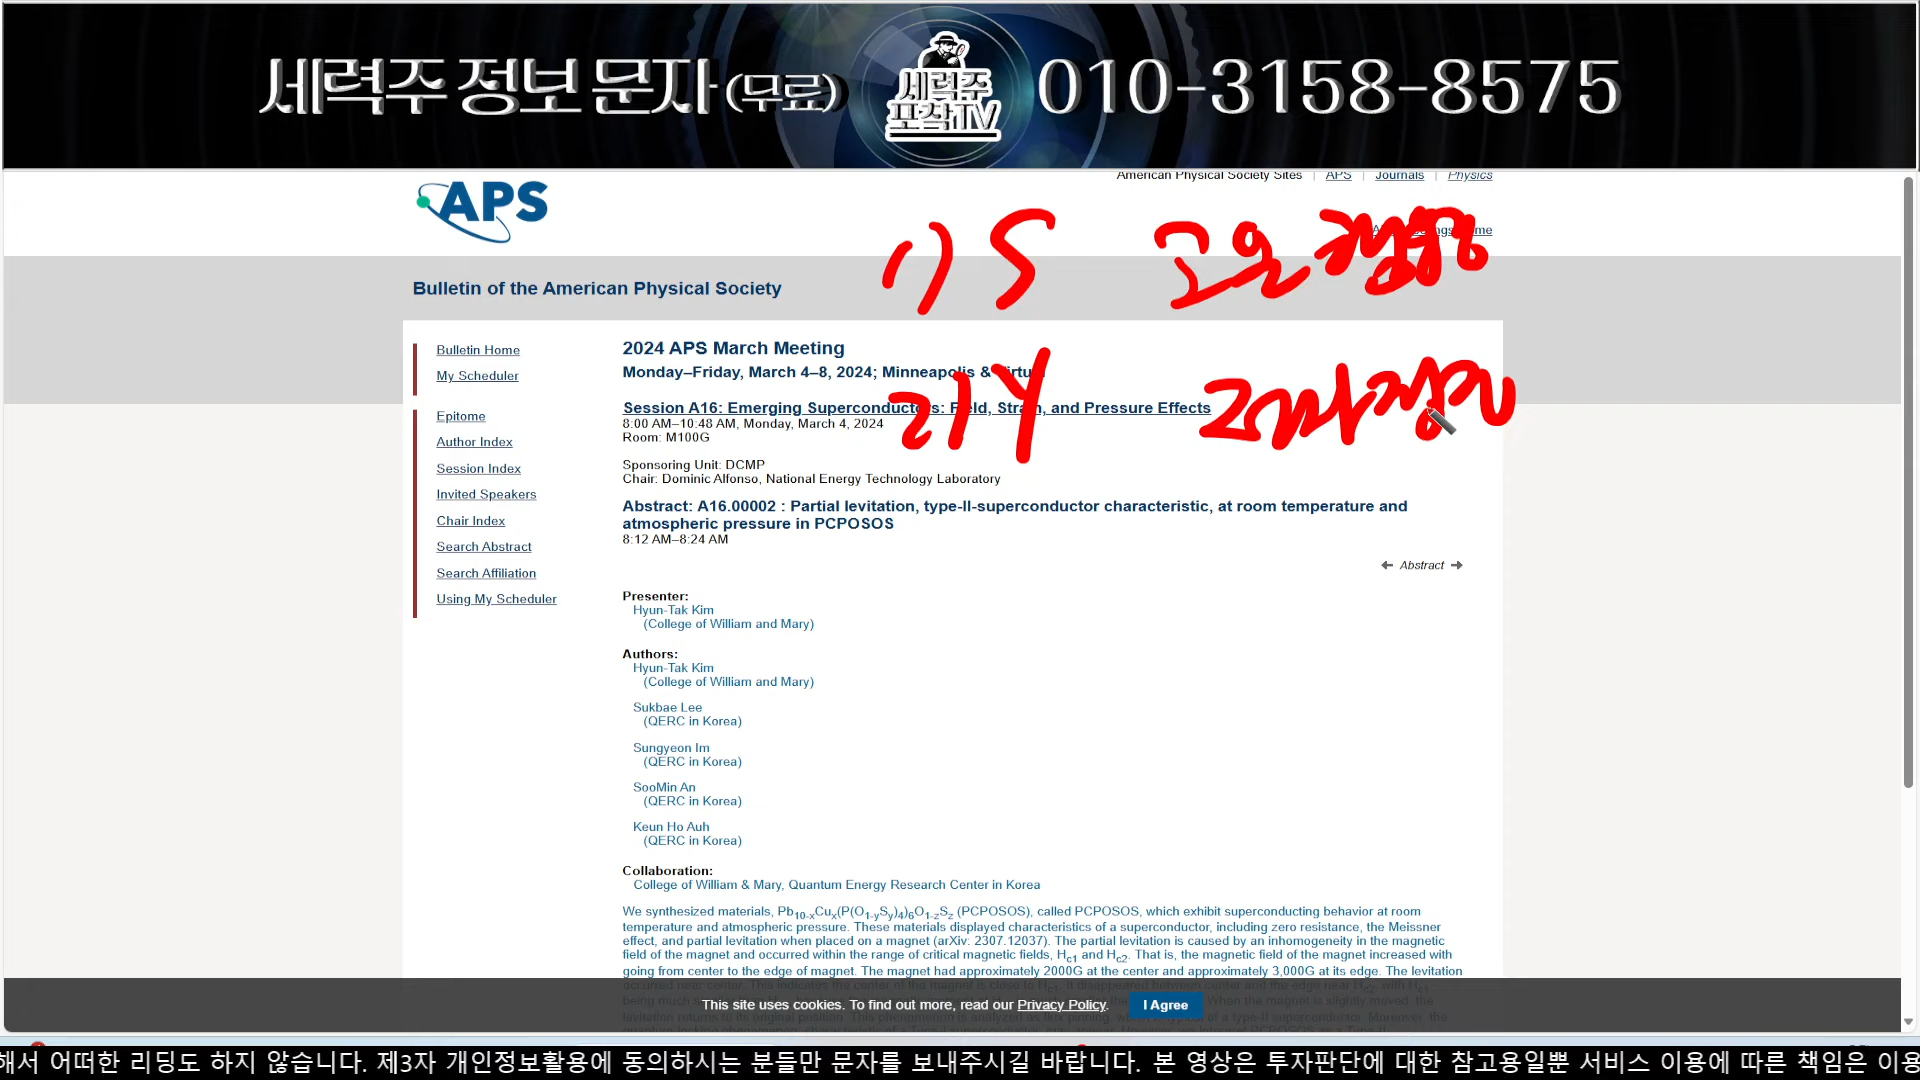 세력주 정보 문자 (무료) 세력주 포착TV 010-3158-8575
American Physical Society Sites | APS | Journals | Physics
APS
1) S
Bulletin of the American Physical Society
Bulletin Home
My Scheduler
Epitome
Author Index
Session Index
Invited Speakers
Chair Index
Search Abstract
Search Affiliation
Using My Scheduler
2024 APS March Meeting
Monday–Friday, March 4–8, 2024; Minneapolis & Virtual
2) Y
Session A16: Emerging Superconductors: Field, Strain, and Pressure Effects
8:00 AM–10:48 AM, Monday, March 4, 2024
Room: M100G
Sponsoring Unit: DCMP
Chair: Dominic Alfonso, National Energy Technology Laboratory
Abstract: A16.00002 : Partial levitation, type-II-superconductor characteristic, at room temperature and
atmospheric pressure in PCPOSOS
8:12 AM–8:24 AM
← Abstract →
Presenter:
Hyun-Tak Kim
(College of William and Mary)
Authors:
Hyun-Tak Kim
(College of William and Mary)
Sukbae Lee
(QERC in Korea)
Sungyeon Im
(QERC in Korea)
SooMin An
(QERC in Korea)
Keun Ho Auh
(QERC in Korea)
Collaboration:
College of William & Mary, Quantum Energy Research Center in Korea
We synthesized materials, Pb10-xCux(P(O1-ySy)4)6O1-zSz (PCPOSOS), called PCPOSOS, which exhibit superconducting behavior at room
temperature and atmospheric pressure. These materials displayed characteristics of a superconductor, including zero resistance, the Meissner
effect, and partial levitation when placed on a magnet (arXiv: 2307.12037). The partial levitation is caused by an inhomogeneity in the magnetic
field of the magnet and occurred within the range of critical magnetic fields, Hc1 and Hc2. That is, the magnetic field of the magnet increased with
going from center to the edge of magnet. The magnet had approximately 2000G at the center and approximately 3,000G at its edge. The levitation
This site uses cookies. To find out more, read our Privacy Policy. I Agree
해서 어떠한 리딩도 하지 않습니다. 제3자 개인정보활용에 동의하시는 분들만 문자를 보내주시길 바랍니다. 본 영상은 투자판단에 대한 참고용일뿐 서비스 이용에 따른 책임은 이용